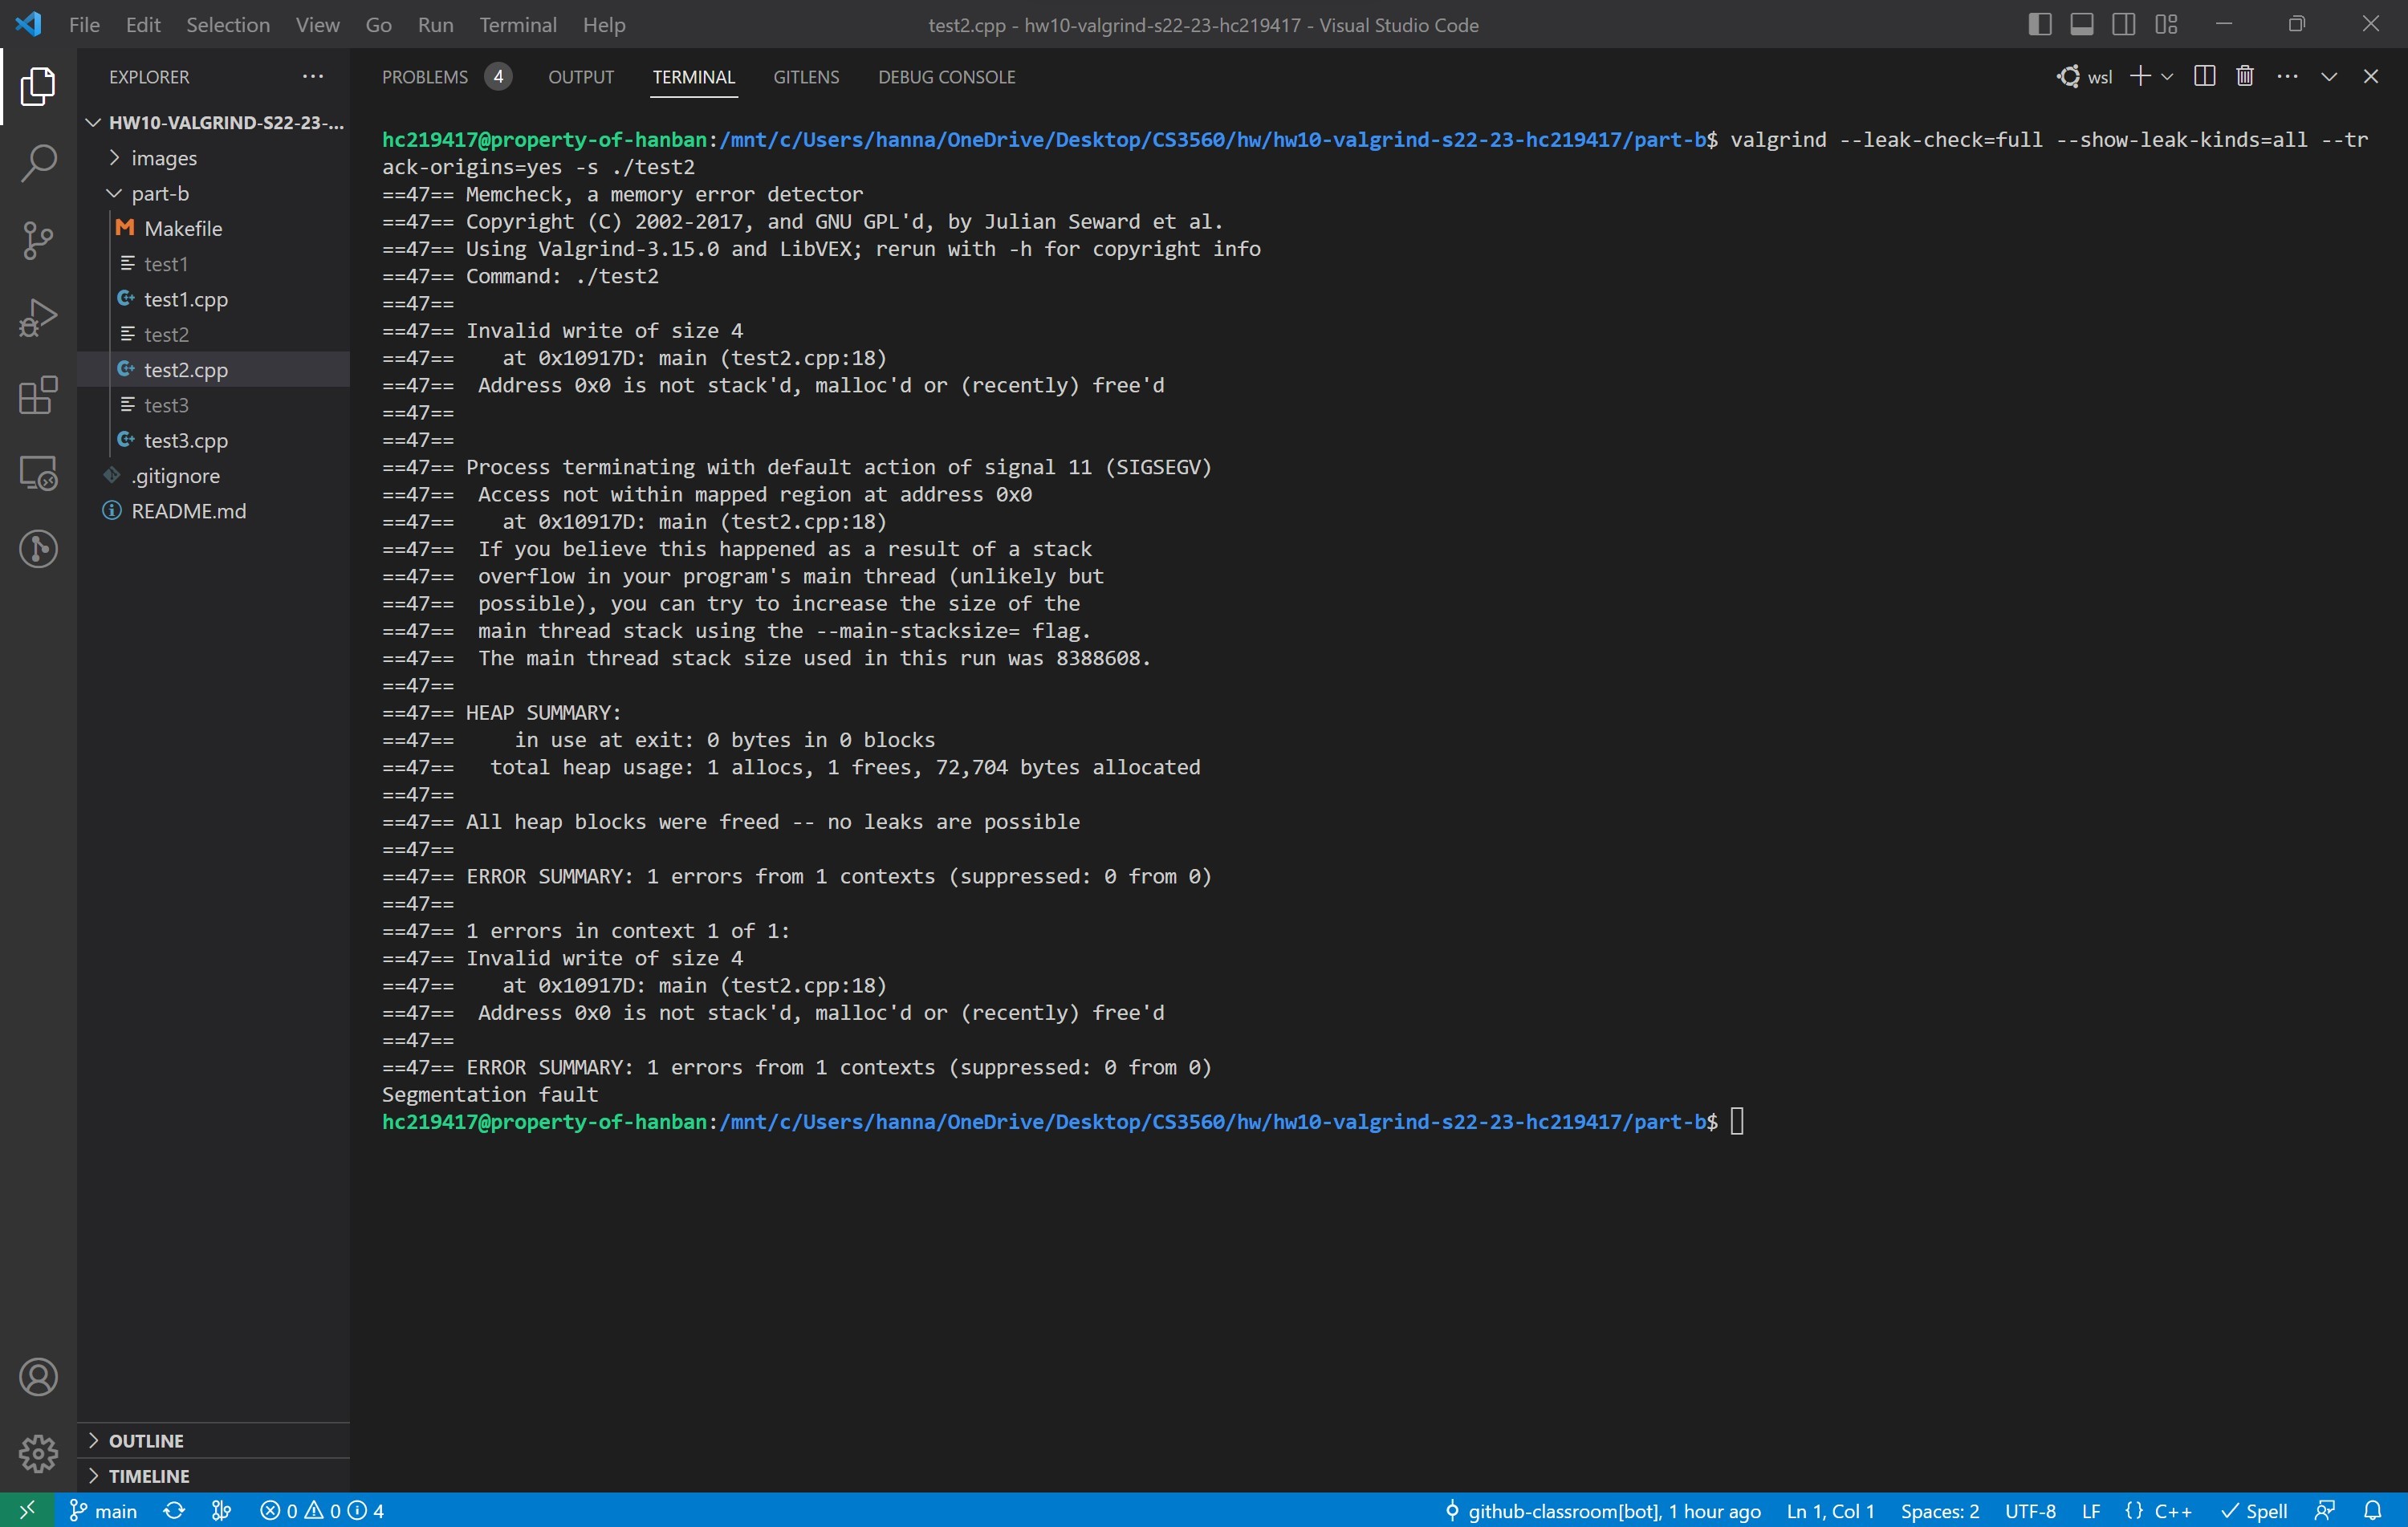 File Edit Selection View Go Run Terminal Help
test2.cpp - hw10-valgrind-s22-23-hc219417 - Visual Studio Code
EXPLORER
HW10-VALGRIND-S22-23-...
images
part-b
Makefile
test1
test1.cpp
test2
test2.cpp
test3
test3.cpp
.gitignore
README.md
OUTLINE
TIMELINE
PROBLEMS 4 OUTPUT TERMINAL GITLENS DEBUG CONSOLE
wsl
hc219417@property-of-hanban:/mnt/c/Users/hanna/OneDrive/Desktop/CS3560/hw/hw10-valgrind-s22-23-hc219417/part-b$ valgrind --leak-check=full --show-leak-kinds=all --tr
ack-origins=yes -s ./test2
==47== Memcheck, a memory error detector
==47== Copyright (C) 2002-2017, and GNU GPL'd, by Julian Seward et al.
==47== Using Valgrind-3.15.0 and LibVEX; rerun with -h for copyright info
==47== Command: ./test2
==47==
==47== Invalid write of size 4
==47==    at 0x10917D: main (test2.cpp:18)
==47==  Address 0x0 is not stack'd, malloc'd or (recently) free'd
==47==
==47==
==47== Process terminating with default action of signal 11 (SIGSEGV)
==47==  Access not within mapped region at address 0x0
==47==    at 0x10917D: main (test2.cpp:18)
==47==  If you believe this happened as a result of a stack
==47==  overflow in your program's main thread (unlikely but
==47==  possible), you can try to increase the size of the
==47==  main thread stack using the --main-stacksize= flag.
==47==  The main thread stack size used in this run was 8388608.
==47==
==47== HEAP SUMMARY:
==47==     in use at exit: 0 bytes in 0 blocks
==47==   total heap usage: 1 allocs, 1 frees, 72,704 bytes allocated
==47==
==47== All heap blocks were freed -- no leaks are possible
==47==
==47== ERROR SUMMARY: 1 errors from 1 contexts (suppressed: 0 from 0)
==47==
==47== 1 errors in context 1 of 1:
==47== Invalid write of size 4
==47==    at 0x10917D: main (test2.cpp:18)
==47==  Address 0x0 is not stack'd, malloc'd or (recently) free'd
==47==
==47== ERROR SUMMARY: 1 errors from 1 contexts (suppressed: 0 from 0)
Segmentation fault
hc219417@property-of-hanban:/mnt/c/Users/hanna/OneDrive/Desktop/CS3560/hw/hw10-valgrind-s22-23-hc219417/part-b$
main 0 0 4 github-classroom[bot], 1 hour ago Ln 1, Col 1 Spaces: 2 UTF-8 LF {} C++ Spell